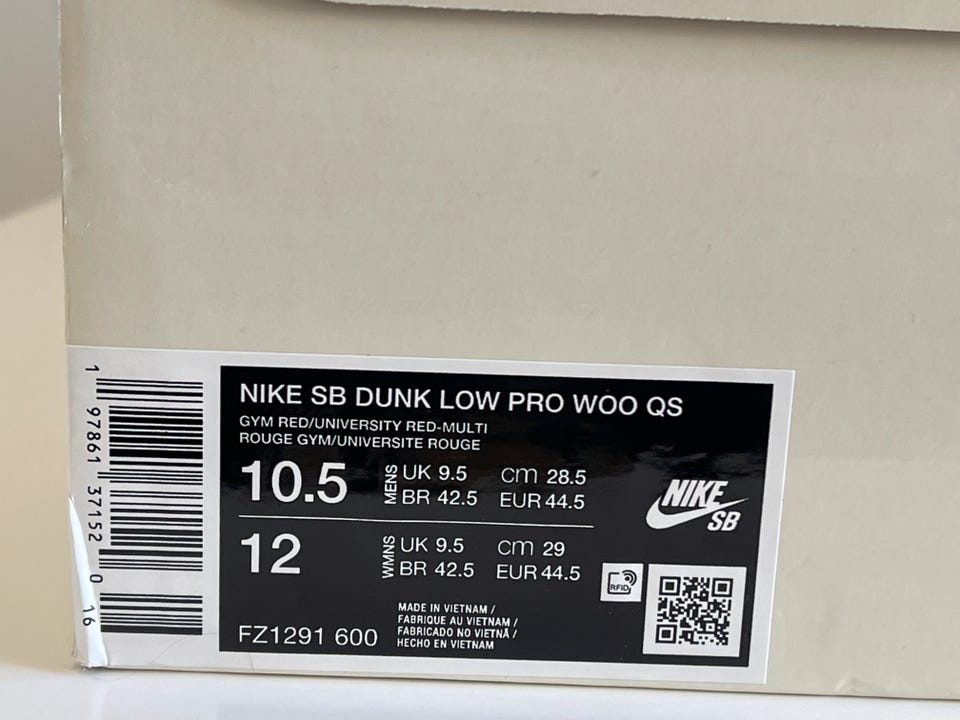 1 97861 37152 0 16
NIKE SB DUNK LOW PRO WOO QS
GYM RED/UNIVERSITY RED-MULTI
ROUGE GYM/UNIVERSITE ROUGE
10.5 MENS UK 9.5 cm 28.5
BR 42.5 EUR 44.5
12 WMNS UK 9.5 cm 29
BR 42.5 EUR 44.5
NIKE
SB
RFID
FZ1291 600
MADE IN VIETNAM /
FABRIQUE AU VIETNAM /
FABRICADO NO VIETNÃ /
HECHO EN VIETNAM